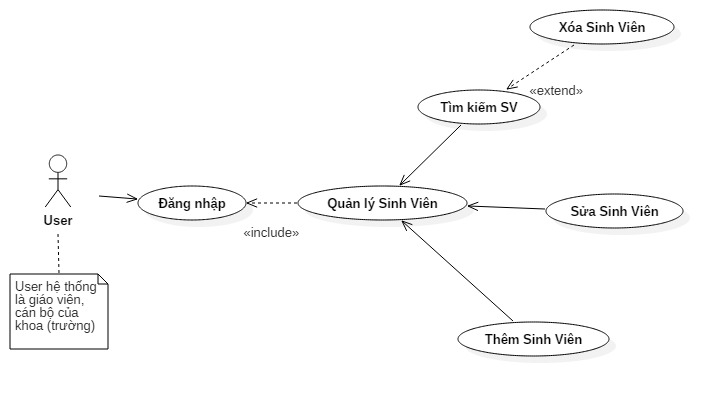 Xóa Sinh Viên
«extend»
Tìm kiếm SV
User
Đăng nhập
Quản lý Sinh Viên
Sửa Sinh Viên
«include»
User hệ thống
là giáo viên,
cán bộ của
khoa (trường)
Thêm Sinh Viên